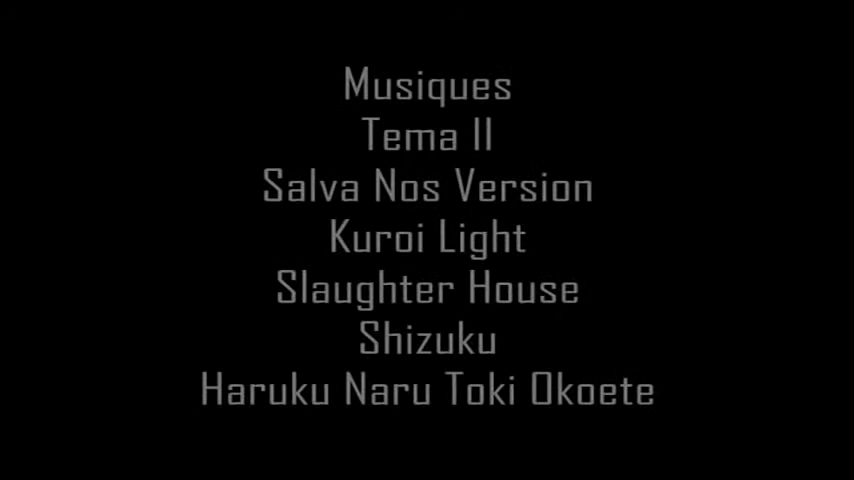 Musiques
Tema II
Salva Nos Version
Kuroi Light
Slaughter House
Shizuku
Haruku Naru Toki Okoete